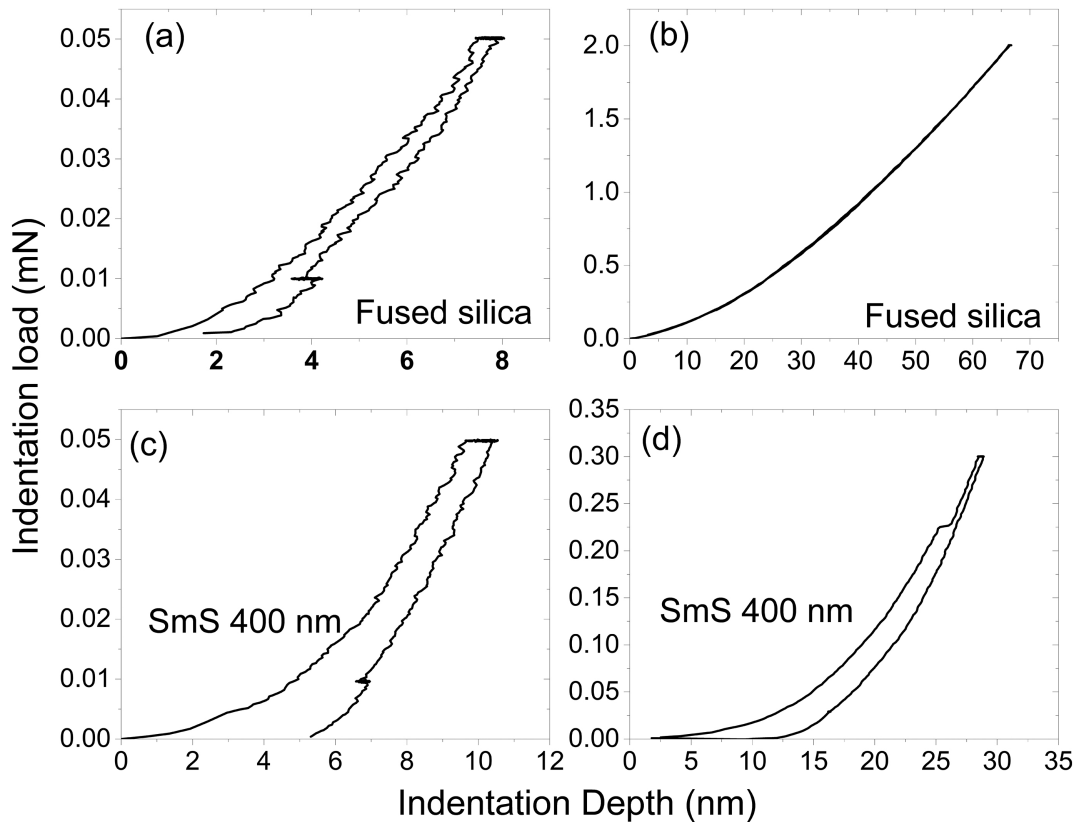 (a)
0.05
0.04
0.03
0.02
0.01
0.00
0 2 4 6 8
Fused silica
(b)
2.0
1.5
1.0
0.5
0.0
0 10 20 30 40 50 60 70
Fused silica
(c)
0.05
0.04
0.03
0.02
0.01
0.00
0 2 4 6 8 10 12
SmS 400 nm
(d)
0.35
0.30
0.25
0.20
0.15
0.10
0.05
0.00
0 5 10 15 20 25 30 35
SmS 400 nm
Indentation load (mN)
Indentation Depth (nm)